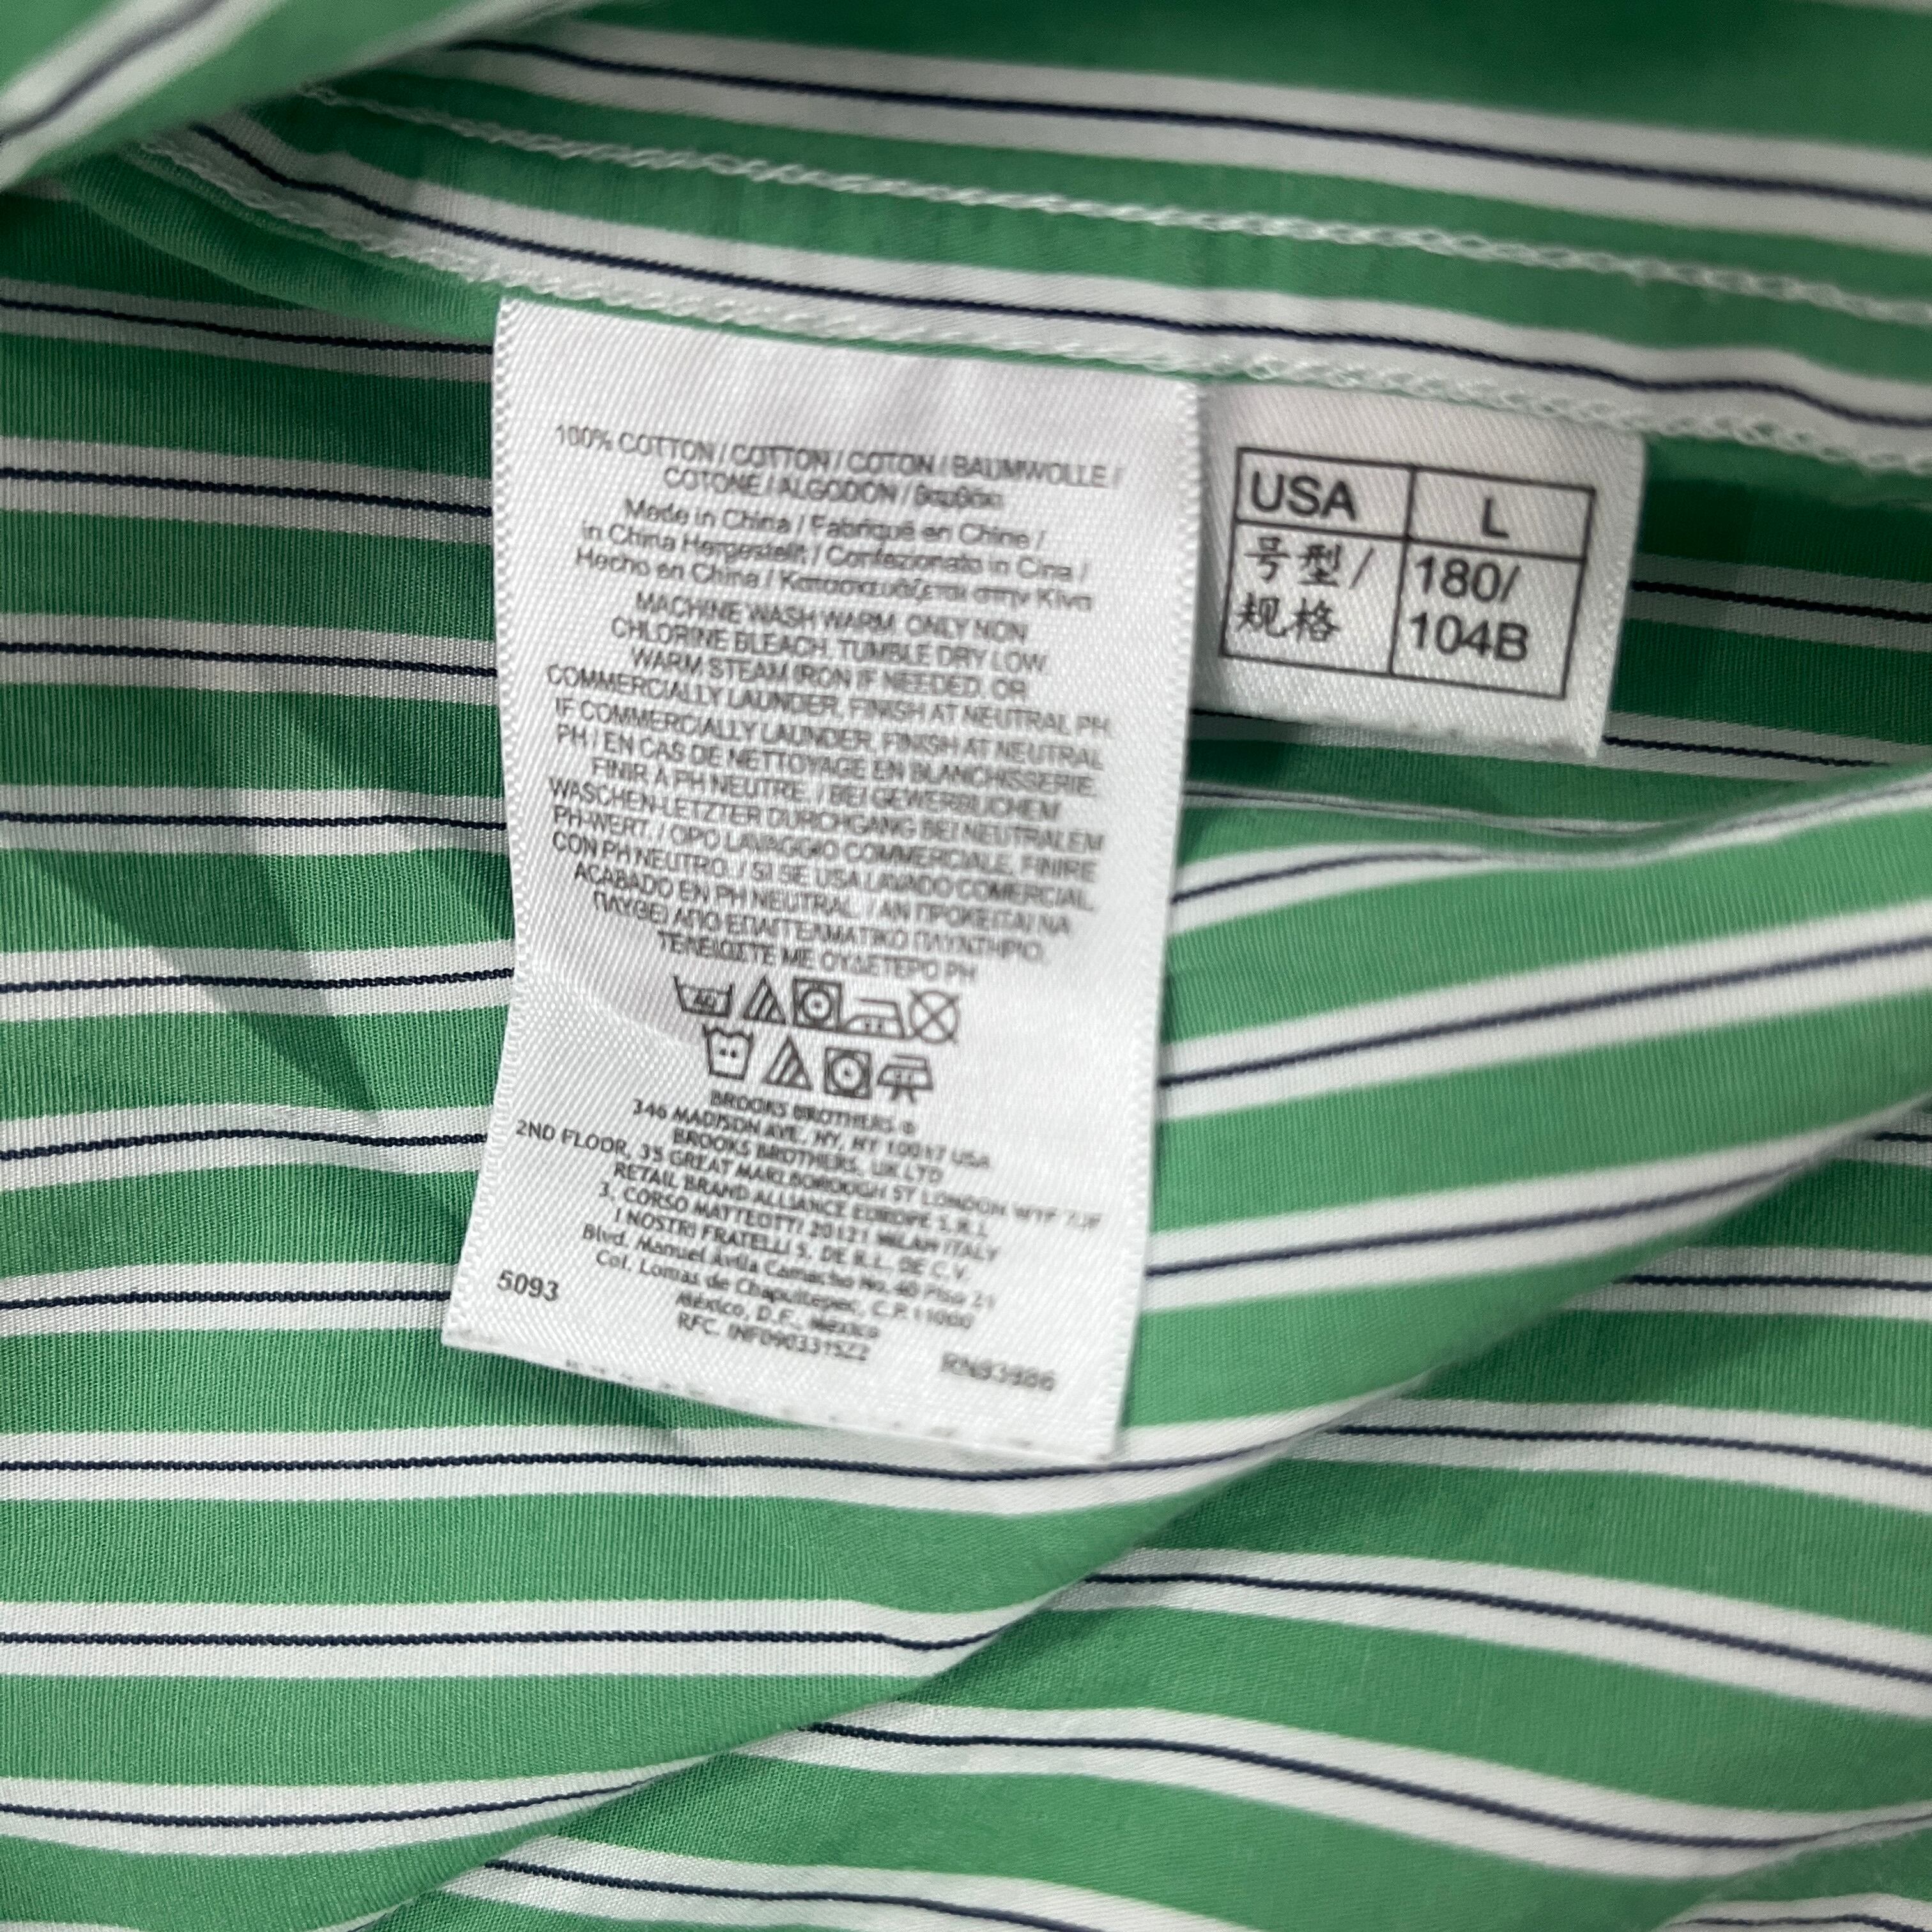 100% COTTON / COTTON / COTON / BAUMWOLLE /
COTONE / ALGODON / βαμβάκι
Made in China / Fabriqué en Chine /
in China Hergestellt / Confezionato in Cina /
Hecho en China / Κατασκευάζεται στην Κίνα
MACHINE WASH WARM. ONLY NON
CHLORINE BLEACH. TUMBLE DRY LOW.
WARM STEAM IRON IF NEEDED. OR
COMMERCIALLY LAUNDER, FINISH AT NEUTRAL PH.
IF COMMERCIALLY LAUNDER, FINISH AT NEUTRAL
PH / EN CAS DE NETTOYAGE EN BLANCHISSERIE.
FINIR À PH NEUTRE. / BEI GEWERBLICHEM
WASCHEN-LETZTER DURCHGANG BEI NEUTRALEM
PH-WERT. / OPO LAVAGGIO COMMERCIALE, FINIRE
CON PH NEUTRO. / SI SE USA LAVADO COMERCIAL.
ACABADO EN PH NEUTRAL. / ΑΝ ΠΡΟΚΕΙΤΑΙ ΝΑ
ΠΛΥΘΕΙ ΑΠΟ ΕΠΑΓΓΕΛΜΑΤΙΚΟ ΠΛΥΝΤΗΡΙΟ.
ΤΕΛΕΙΩΣΤΕ ΜΕ ΟΥΔΕΤΕΡΟ PH
40
BROOKS BROTHERS ®
346 MADISON AVE. NY, NY 10017 USA
BROOKS BROTHERS, UK LTD
2ND FLOOR, 35 GREAT MARLBOROUGH ST LONDON W1F 7JF
RETAIL BRAND ALLIANCE EUROPE S.R.L
3, CORSO MATTEOTTI 20121 MILAN ITALY
I NOSTRI FRATELLI S. DE R.L. DE C.V.
Blvd. Manuel Avila Camacho No. 40 Piso 21
Col. Lomas de Chapultepec, C.P. 11000
México, D.F., México
RFC. INF0903315Z2
5093
RN83986
USA L
号型/ 180/
规格 104B